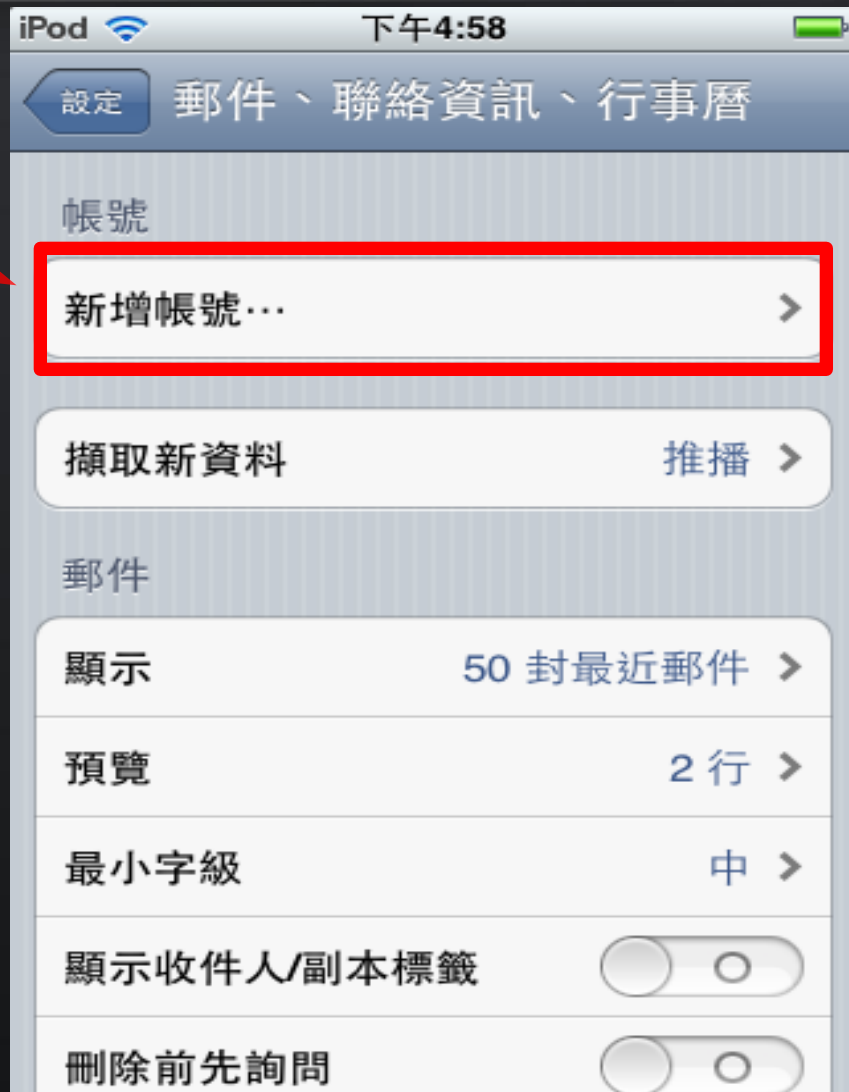 iPod 下午4:58
設定 郵件、聯絡資訊、行事曆
帳號
新增帳號…
擷取新資料 推播
郵件
顯示 50 封最近郵件
預覽 2 行
最小字級 中
顯示收件人/副本標籤
刪除前先詢問